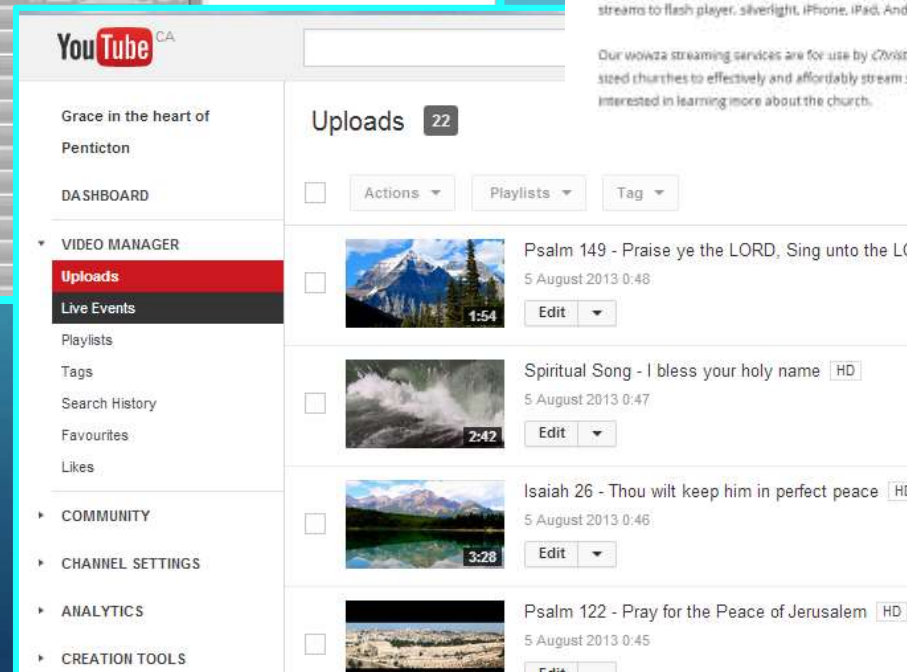 streams to flash player, silverlight, iPhone, iPad, And
Our wowza streaming services are for use by Christ
sized churches to effectively and affordably stream
interested in learning more about the church.
YouTube CA
Grace in the heart of
Penticton
DASHBOARD
VIDEO MANAGER
Uploads
Live Events
Playlists
Tags
Search History
Favourites
Likes
COMMUNITY
CHANNEL SETTINGS
ANALYTICS
CREATION TOOLS
Uploads 22
Actions Playlists Tag
Psalm 149 - Praise ye the LORD, Sing unto the LO
5 August 2013 0:48
1:54
Edit
Spiritual Song - I bless your holy name HD
5 August 2013 0:47
2:42
Edit
Isaiah 26 - Thou wilt keep him in perfect peace HD
5 August 2013 0:46
3:28
Edit
Psalm 122 - Pray for the Peace of Jerusalem HD
5 August 2013 0:45
Edit